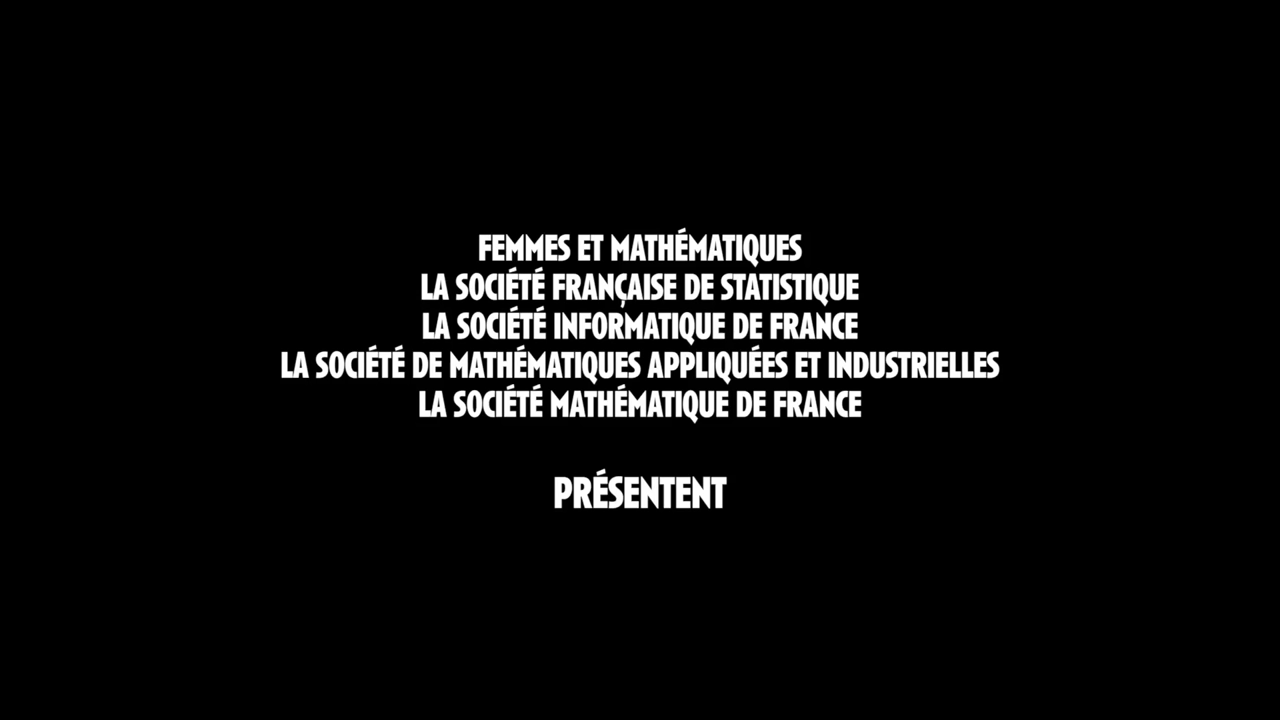 FEMMES ET MATHÉMATIQUES
LA SOCIÉTÉ FRANÇAISE DE STATISTIQUE
LA SOCIÉTÉ INFORMATIQUE DE FRANCE
LA SOCIÉTÉ DE MATHÉMATIQUES APPLIQUÉES ET INDUSTRIELLES
LA SOCIÉTÉ MATHÉMATIQUE DE FRANCE
PRÉSENTENT